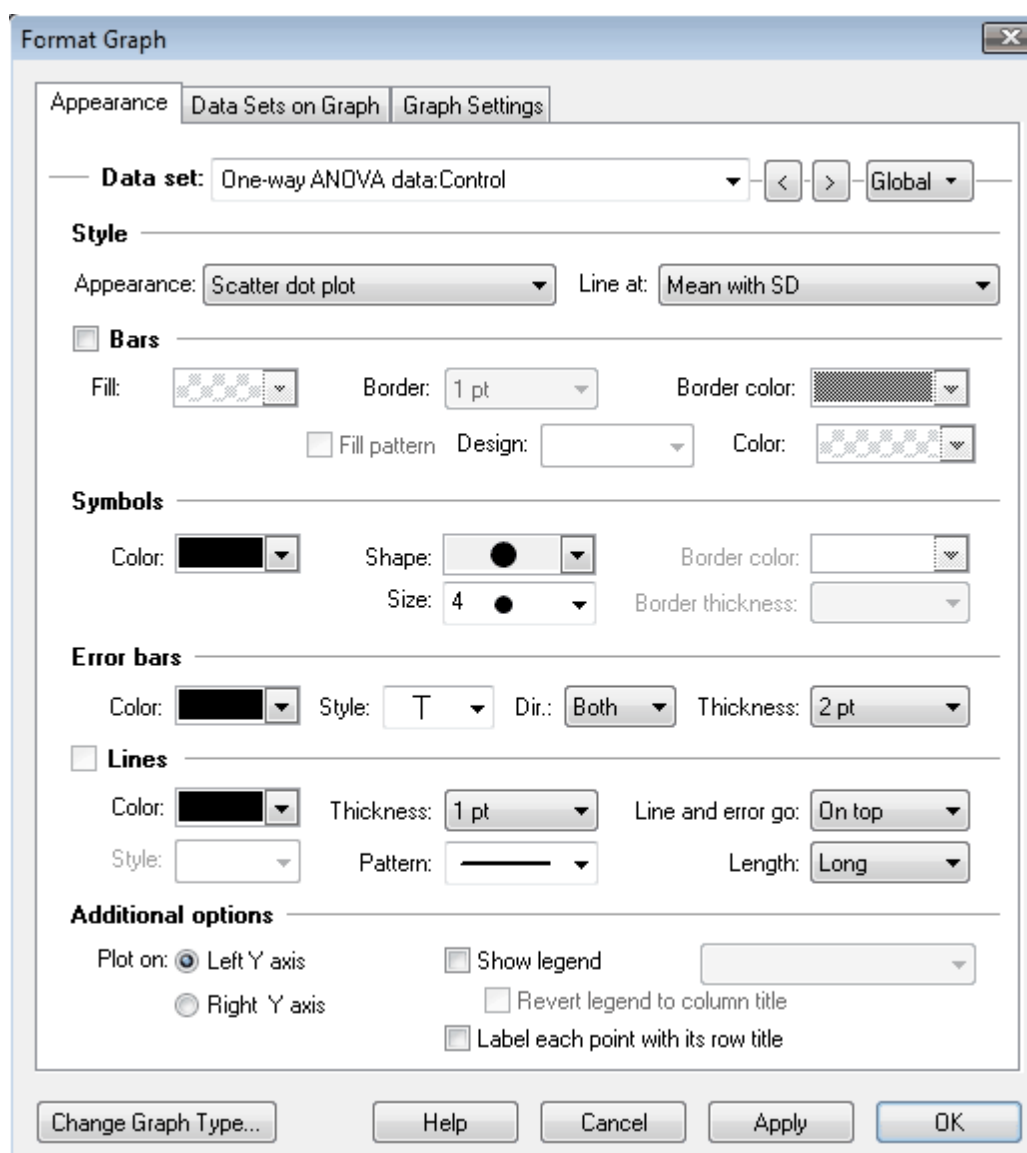 Format Graph
Appearance Data Sets on Graph Graph Settings
Data set: One-way ANOVA data:Control < > Global
Style
Appearance: Scatter dot plot Line at: Mean with SD
Bars
Fill: Border: 1 pt Border color:
Fill pattern Design: Color:
Symbols
Color: Shape: Border color:
Size: 4 Border thickness:
Error bars
Color: Style: Dir.: Both Thickness: 2 pt
Lines
Color: Thickness: 1 pt Line and error go: On top
Style: Pattern: Length: Long
Additional options
Plot on: Left Y axis Show legend
Right Y axis Revert legend to column title
Label each point with its row title
Change Graph Type... Help Cancel Apply OK